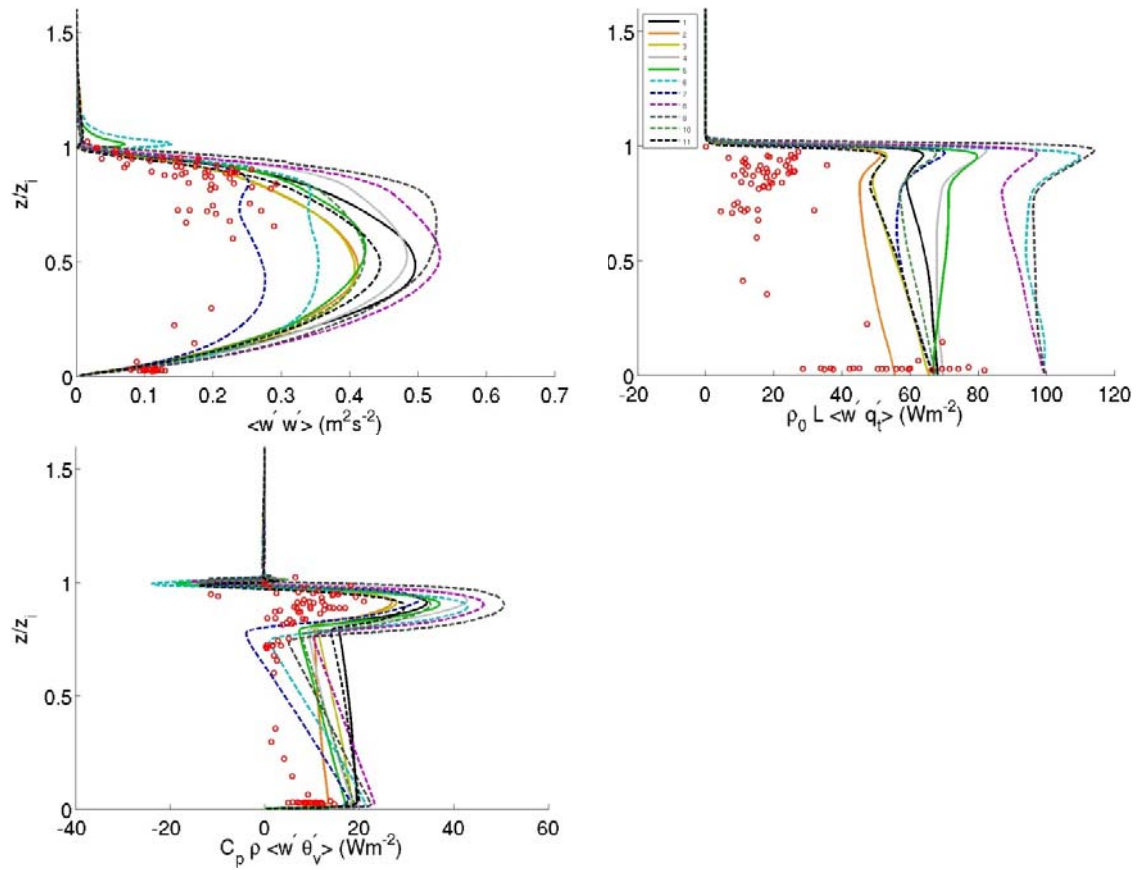 1.5
1
0.5
0
z/z_i
0 0.1 0.2 0.3 0.4 0.5 0.6 0.7
<w′w′> (m²s⁻²)
1.5
1
0.5
0
1
2
3
4
5
6
7
8
9
10
11
-20 0 20 40 60 80 100 120
ρ₀ L <w′q′_t> (Wm⁻²)
1.5
1
0.5
0
z/z_i
-40 -20 0 20 40 60
C_p ρ <w′θ′_v> (Wm⁻²)